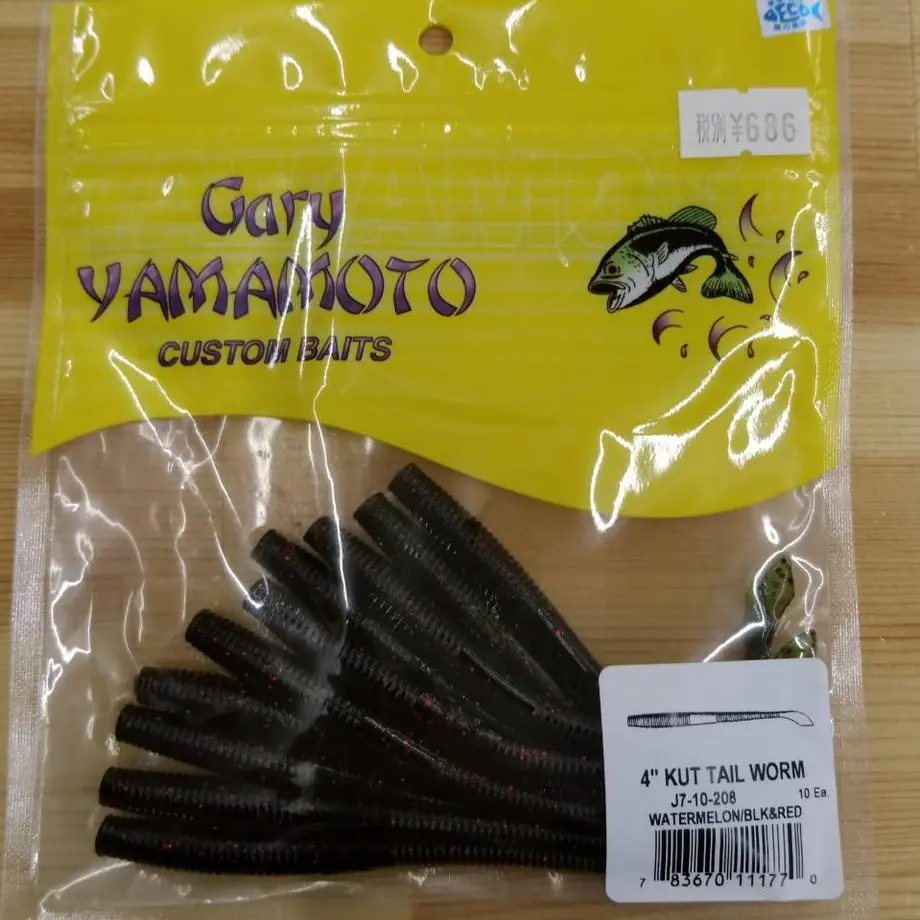 ECO
税別¥686
Gary
YAMAMOTO
CUSTOM BAITS
4" KUT TAIL WORM
J7-10-208
10 Ea.
WATERMELON/BLK&RED
7 83670 11177 0